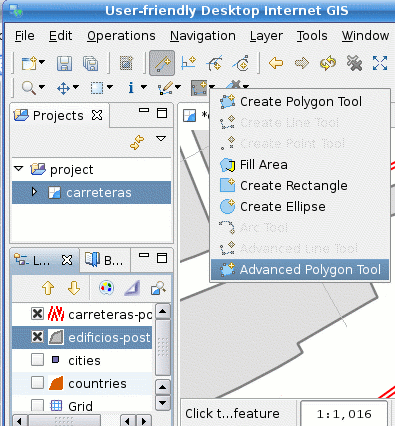 User-friendly Desktop Internet GIS
File Edit Operations Navigation Layer Tools Window
Projects
project
carreteras
Create Polygon Tool
Create Line Tool
Create Point Tool
Fill Area
Create Rectangle
Create Ellipse
Arc Tool
Advanced Line Tool
Advanced Polygon Tool
L... B...
carreteras-po
edificios-post
cities
countries
Grid
Click t...feature 1:1,016